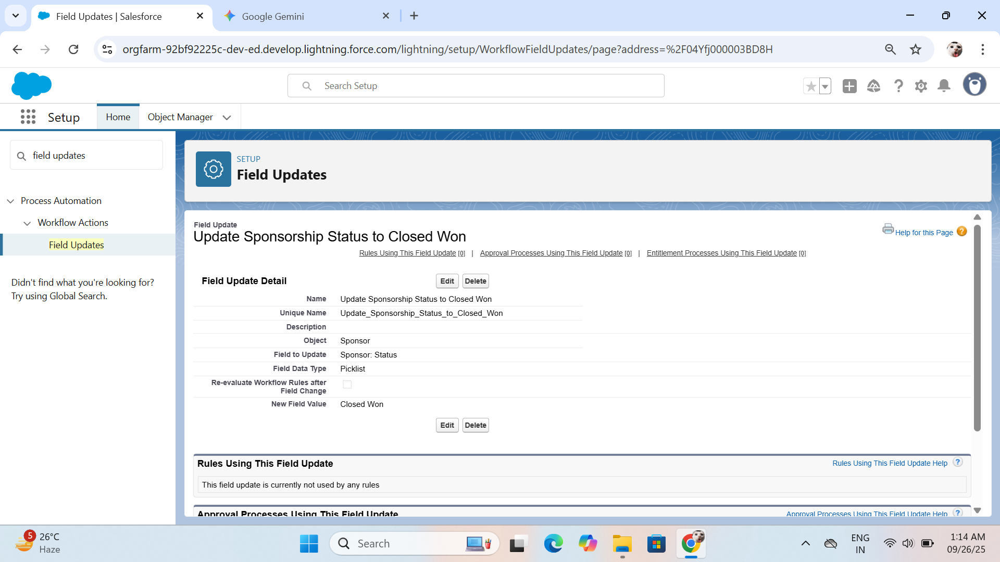 Field Updates | Salesforce
Google Gemini
orgfarm-92bf92225c-dev-ed.develop.lightning.force.com/lightning/setup/WorkflowFieldUpdates/page?address=%2F04Yfj000003BD8H
Search Setup
Setup
Home
Object Manager
field updates
Process Automation
Workflow Actions
Field Updates
Didn't find what you're looking for?
Try using Global Search.
SETUP
Field Updates
Field Update
Update Sponsorship Status to Closed Won
Help for this Page
Rules Using This Field Update [0] | Approval Processes Using This Field Update [0] | Entitlement Processes Using This Field Update [0]
Field Update Detail
Edit Delete
Name Update Sponsorship Status to Closed Won
Unique Name Update_Sponsorship_Status_to_Closed_Won
Description
Object Sponsor
Field to Update Sponsor: Status
Field Data Type Picklist
Re-evaluate Workflow Rules after
Field Change
New Field Value Closed Won
Edit Delete
Rules Using This Field Update
Rules Using This Field Update Help ?
This field update is currently not used by any rules
Approval Processes Using This Field Update
Approval Processes Using This Field Update Help ?
5
26°C
Haze
Search
ENG
IN
1:14 AM
09/26/25